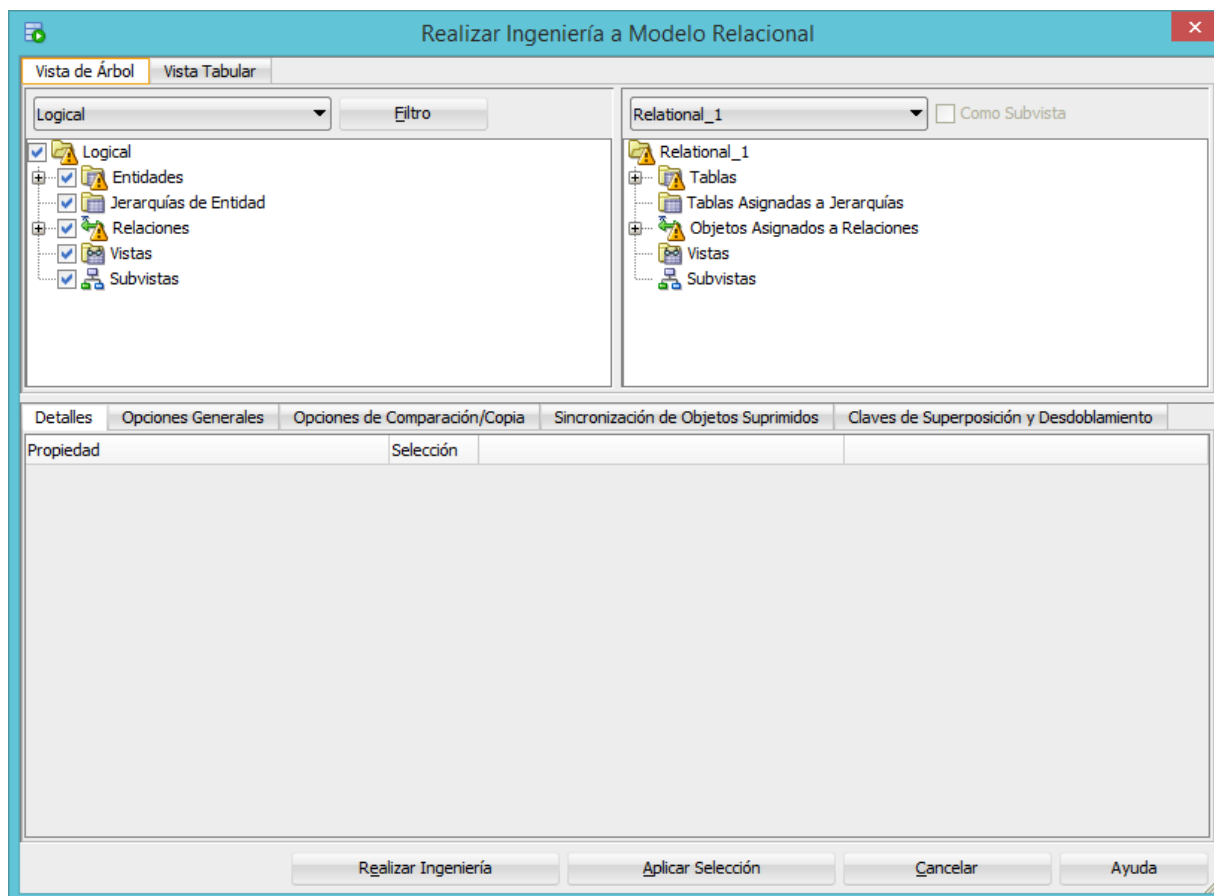 Realizar Ingeniería a Modelo Relacional
Vista de Árbol Vista Tabular
Logical Filtro Relational_1 Como Subvista
Logical
Entidades
Jerarquías de Entidad
Relaciones
Vistas
Subvistas
Relational_1
Tablas
Tablas Asignadas a Jerarquías
Objetos Asignados a Relaciones
Vistas
Subvistas
Detalles Opciones Generales Opciones de Comparación/Copia Sincronización de Objetos Suprimidos Claves de Superposición y Desdoblamiento
Propiedad Selección
Realizar Ingeniería Aplicar Selección Cancelar Ayuda